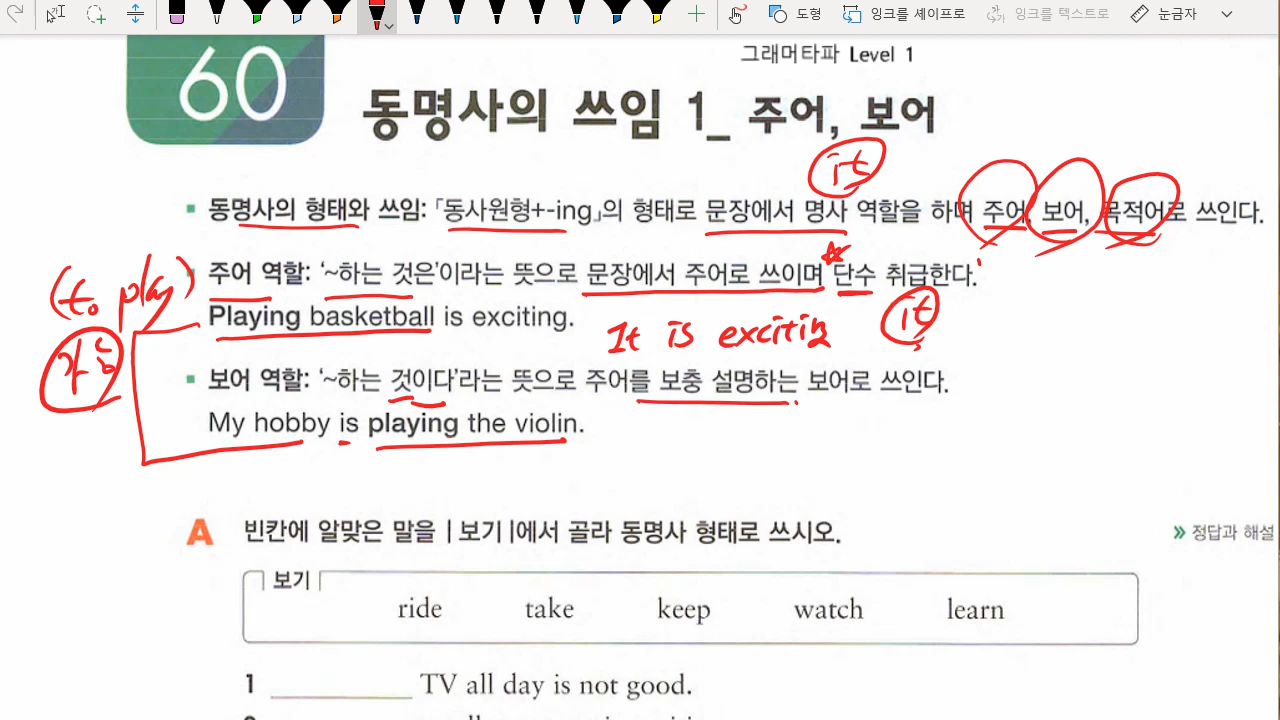 도형 잉크를 셰이프로 잉크를 텍스트로 눈금자
그래머타파 Level 1
60
동명사의 쓰임 1_ 주어, 보어
it
동명사의 형태와 쓰임: 「동사원형+-ing」의 형태로 문장에서 명사 역할을 하며 주어, 보어, 목적어로 쓰인다.
주어 역할: '~하는 것은'이라는 뜻으로 문장에서 주어로 쓰이며 단수 취급한다.
(to play)
Playing basketball is exciting.
It is exciting
it
보어 역할: '~하는 것이다'라는 뜻으로 주어를 보충 설명하는 보어로 쓰인다.
My hobby is playing the violin.
A 빈칸에 알맞은 말을 |보기|에서 골라 동명사 형태로 쓰시오.
정답과 해설
보기
ride take keep watch learn
1 ________ TV all day is not good.